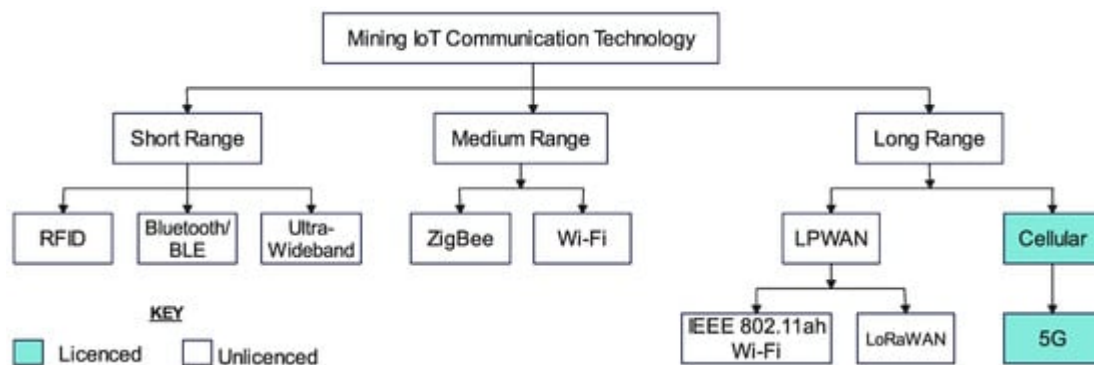 Mining IoT Communication Technology
Short Range
Medium Range
Long Range
RFID
Bluetooth/
BLE
Ultra-
Wideband
ZigBee
Wi-Fi
LPWAN
Cellular
IEEE 802.11ah
Wi-Fi
LoRaWAN
5G
KEY
Licenced
Unlicenced